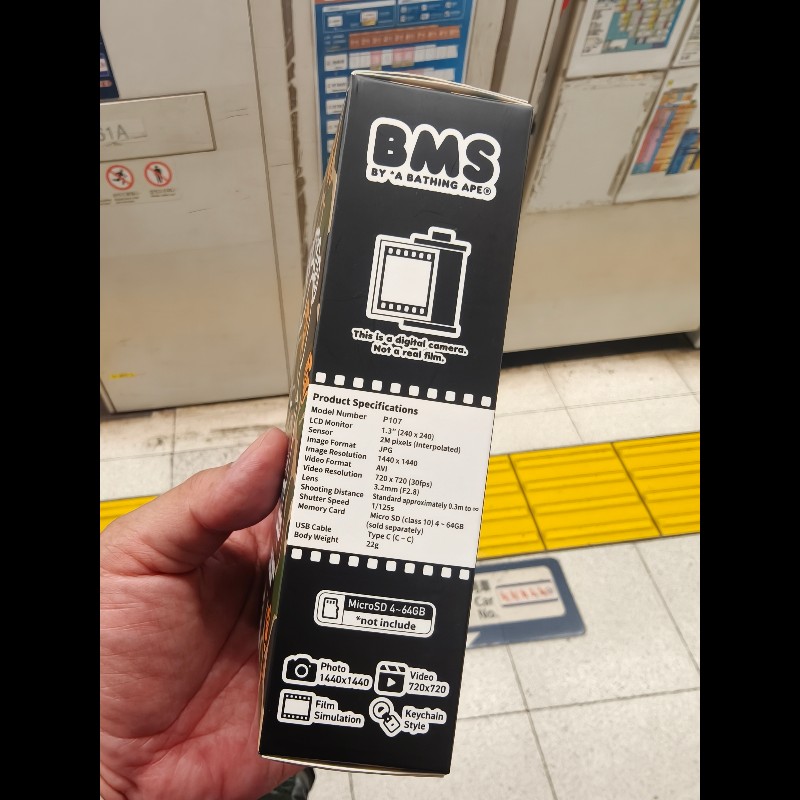 BMS
BY *A BATHING APE®
This is a digital camera.
Not a real film.
Product Specifications
Model Number P107
LCD Monitor 1.3" (240 x 240)
Sensor 2M pixels (Interpolated)
Image Format JPG
Image Resolution 1440 x 1440
Video Format AVI
Video Resolution 720 x 720 (30fps)
Lens 3.2mm (F2.8)
Shooting Distance Standard approximately 0.3m to ∞
Shutter Speed 1/125s
Memory Card Micro SD (class 10) 4 ~ 64GB
(sold separately)
USB Cable Type C (C – C)
Body Weight 22g
MicroSD 4~64GB
*not include
Photo
1440x1440
Video
720x720
Film
Simulation
Keychain
Style
Car
No.